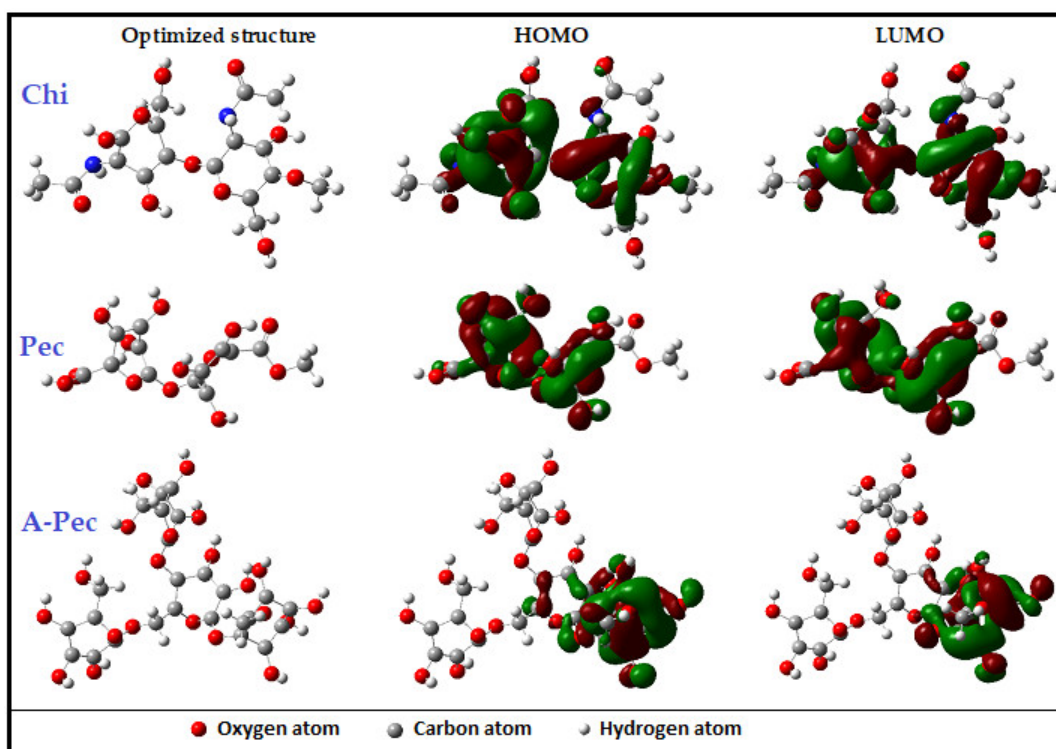 Optimized structure HOMO LUMO
Chi
Pec
A-Pec
Oxygen atom Carbon atom Hydrogen atom